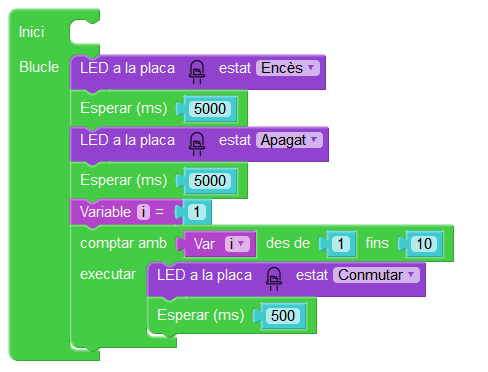 Inici
Blucle LED a la placa estat Encès
Esperar (ms) 5000
LED a la placa estat Apagat
Esperar (ms) 5000
Variable i = 1
comptar amb Var i des de 1 fins 10
executar LED a la placa estat Conmutar
Esperar (ms) 500